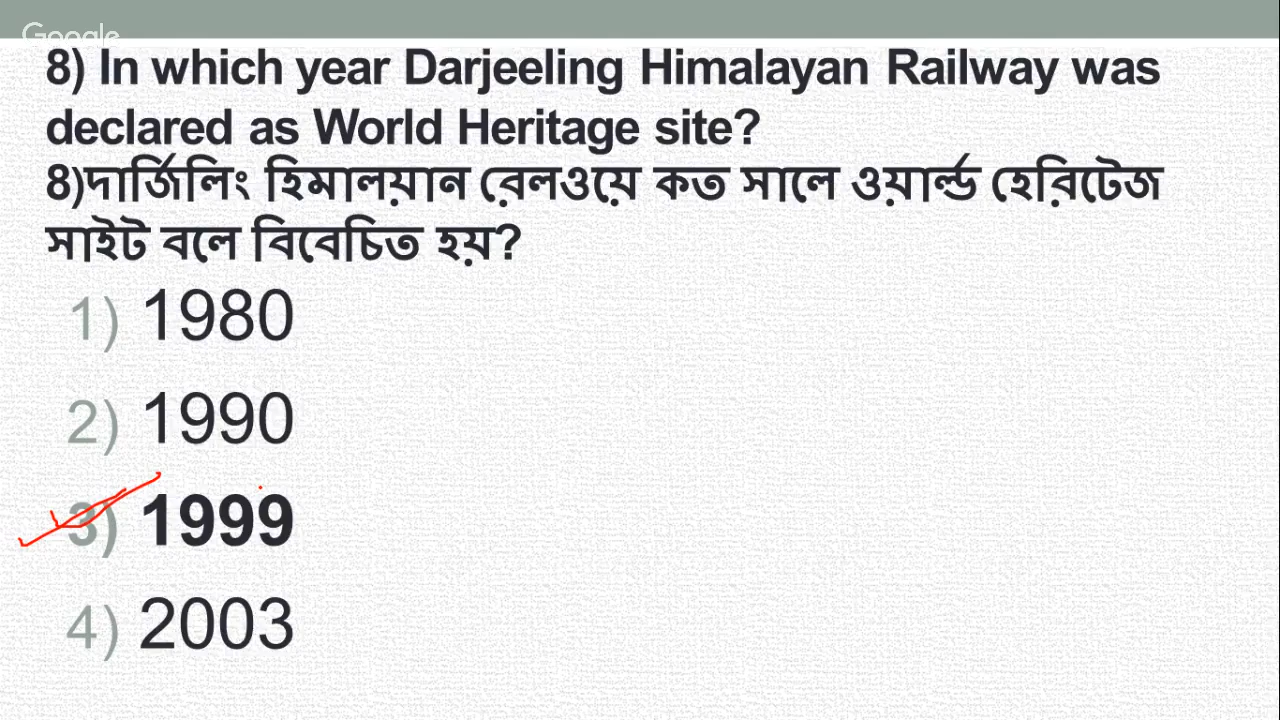 Google
8) In which year Darjeeling Himalayan Railway was
declared as World Heritage site?
8)দার্জিলিং হিমালয়ান রেলওয়ে কত সালে ওয়ার্ল্ড হেরিটেজ
সাইট বলে বিবেচিত হয়?
1) 1980
2) 1990
3) 1999
4) 2003